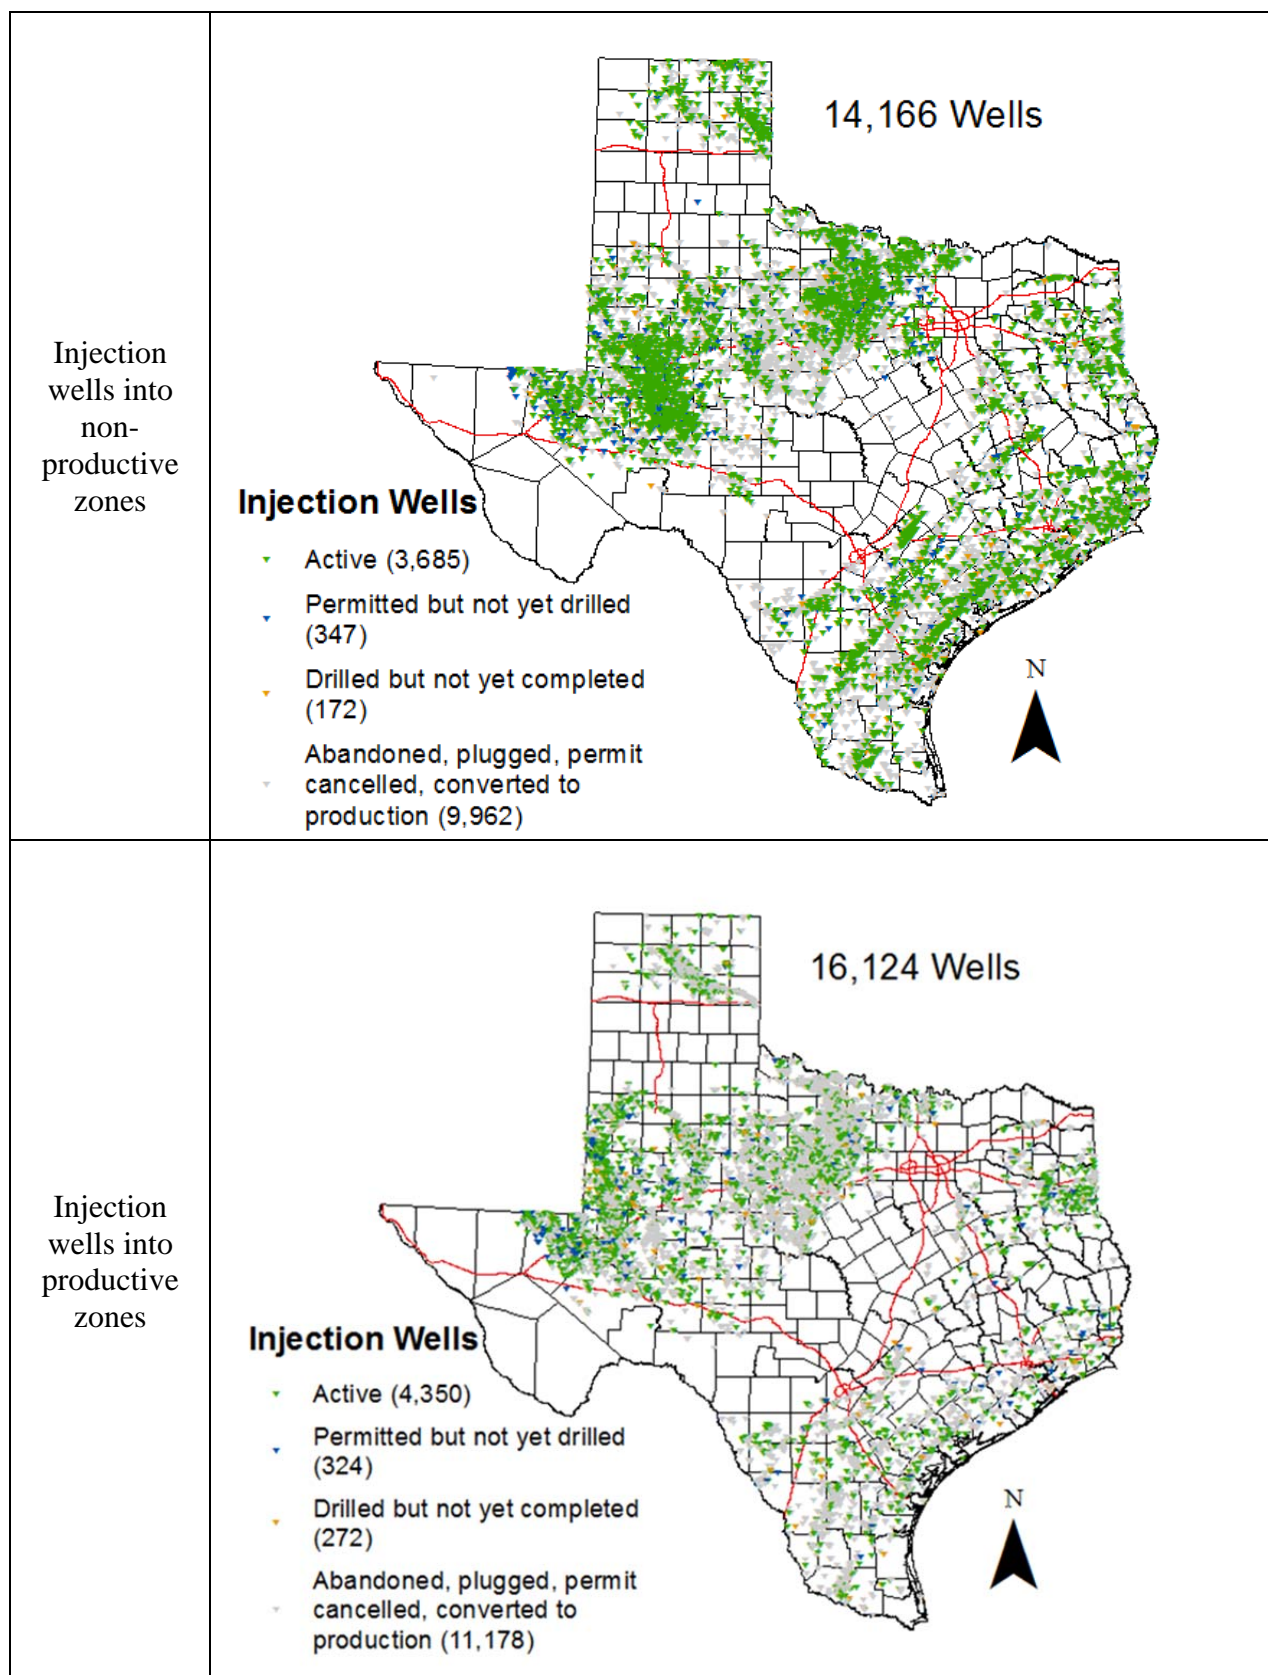 Injection
wells into
non-
productive
zones
14,166 Wells
Injection Wells
Active (3,685)
Permitted but not yet drilled
(347)
Drilled but not yet completed
(172)
Abandoned, plugged, permit
cancelled, converted to
production (9,962)
N
Injection
wells into
productive
zones
16,124 Wells
Injection Wells
Active (4,350)
Permitted but not yet drilled
(324)
Drilled but not yet completed
(272)
Abandoned, plugged, permit
cancelled, converted to
production (11,178)
N